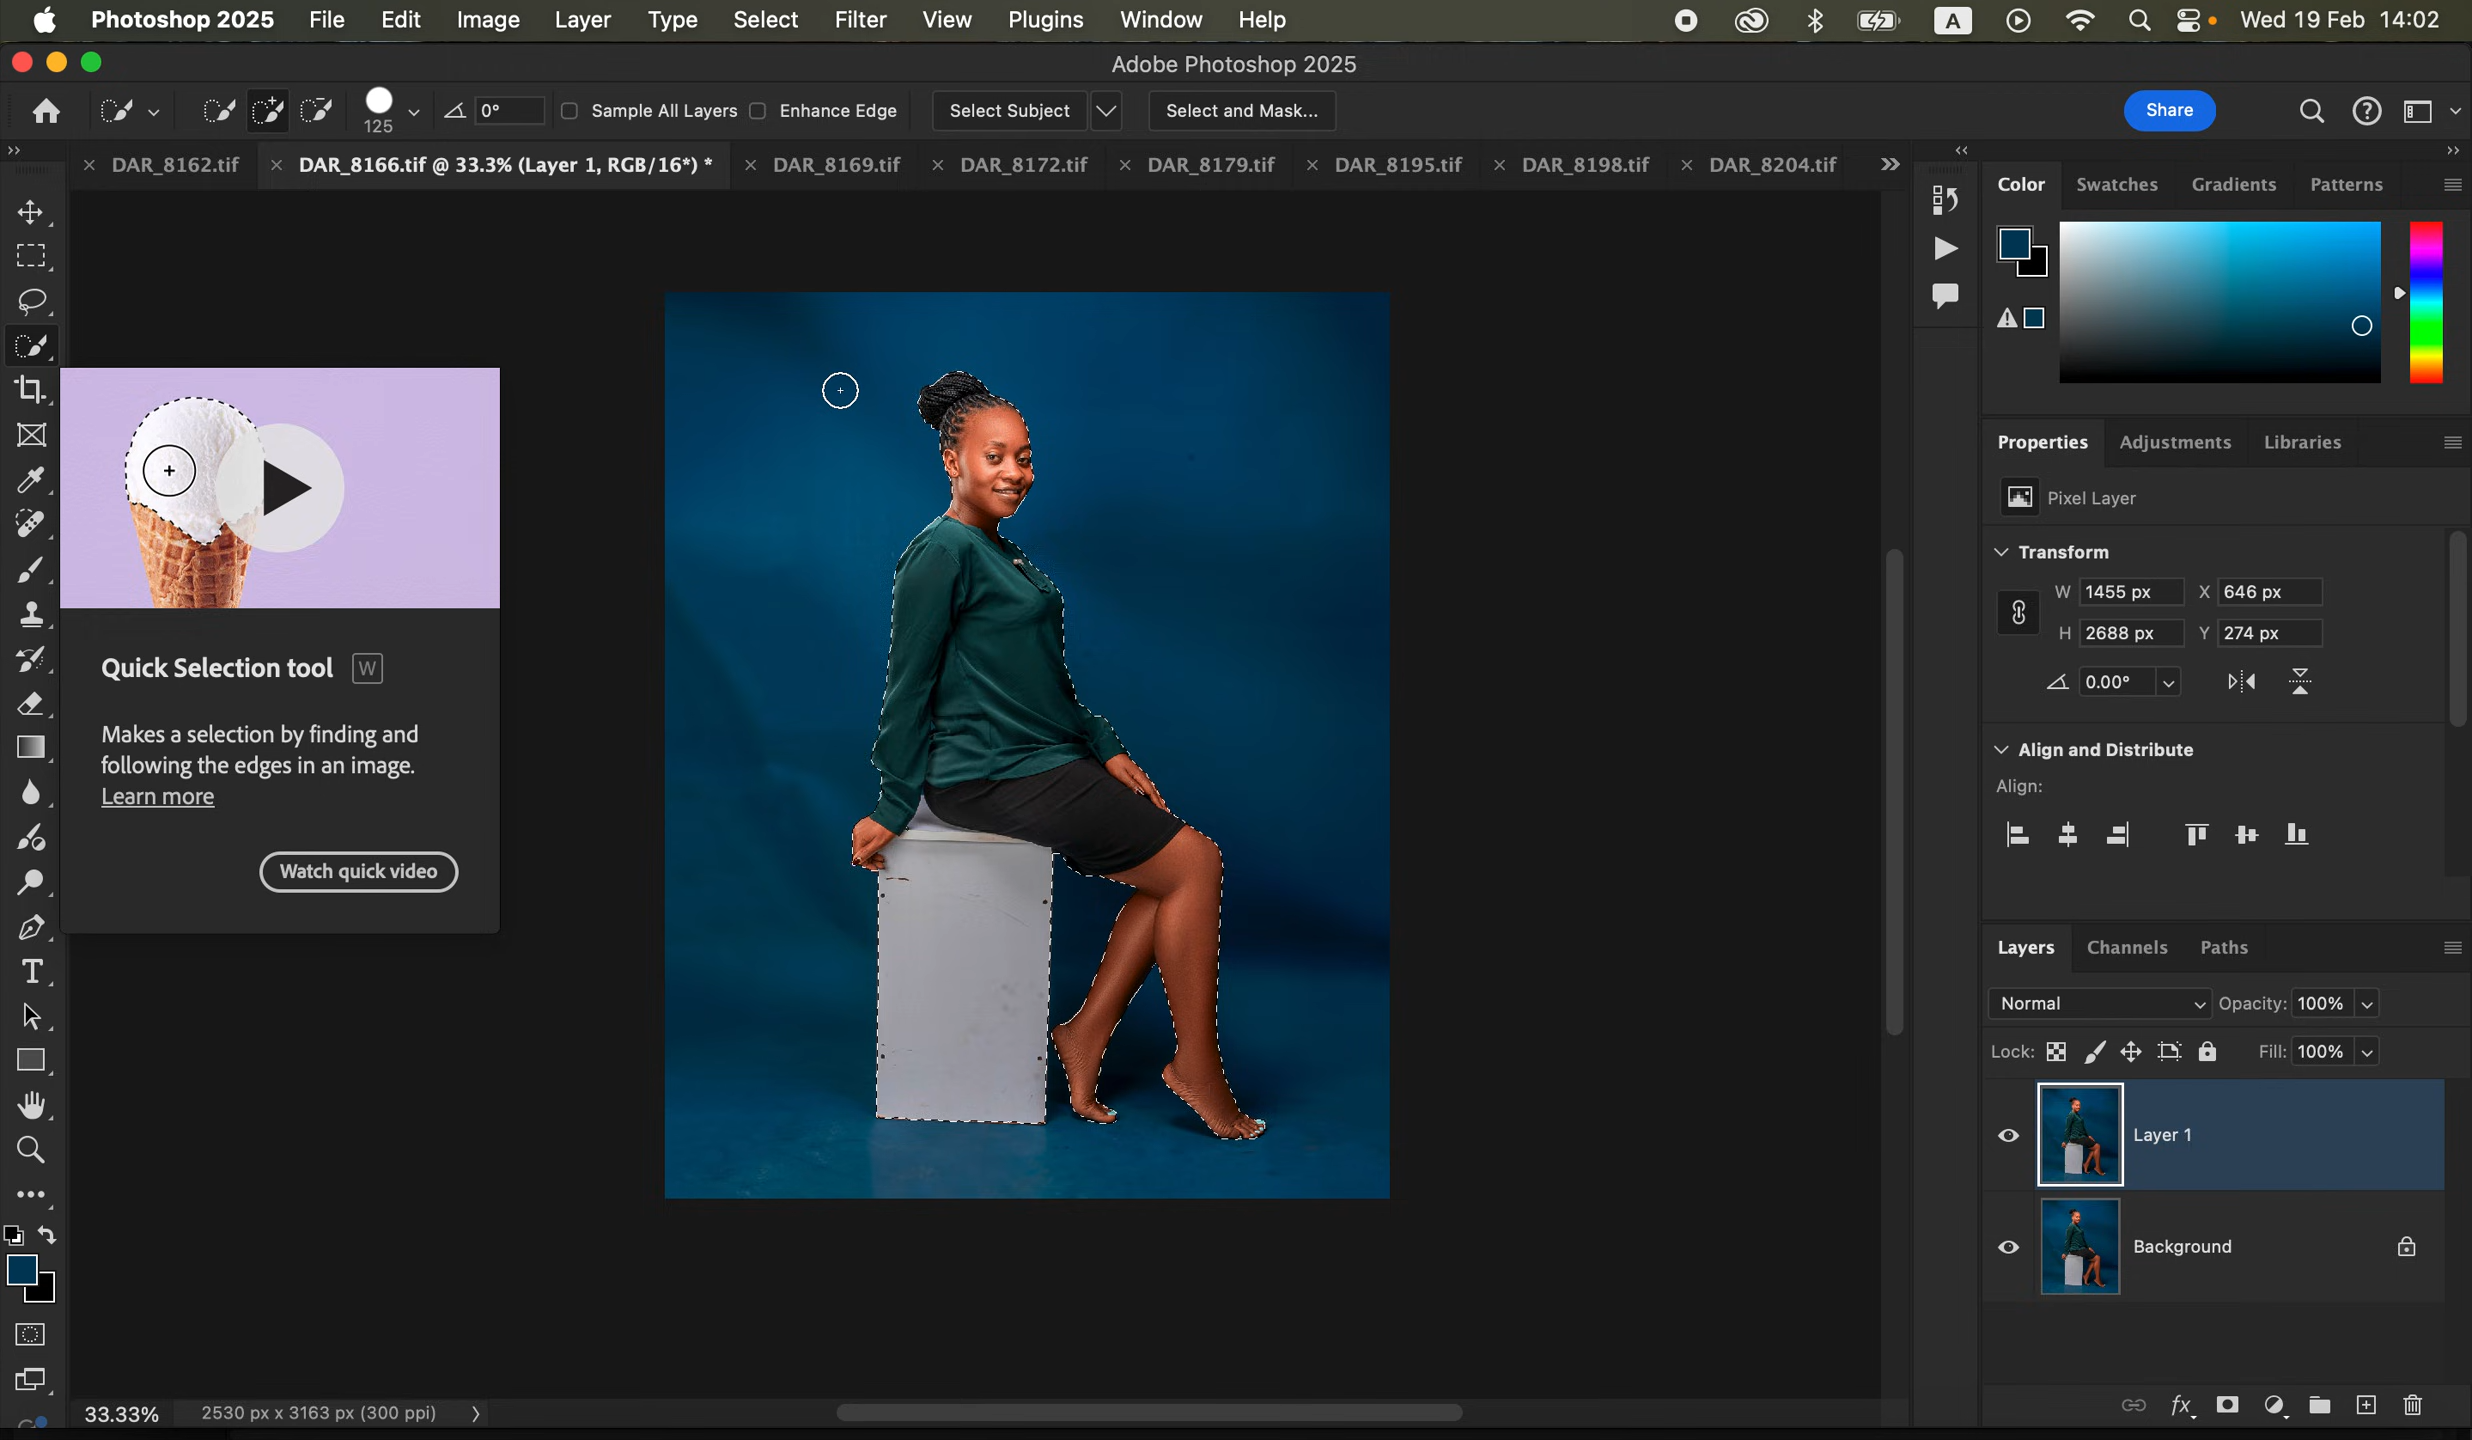 Photoshop 2025 File Edit Image Layer Type Select Filter View Plugins Window Help A Wed 19 Feb 14:02
Adobe Photoshop 2025
125 0° Sample All Layers Enhance Edge Select Subject Select and Mask... Share
DAR_8162.tif DAR_8166.tif @ 33.3% (Layer 1, RGB/16*) * DAR_8169.tif DAR_8172.tif DAR_8179.tif DAR_8195.tif DAR_8198.tif DAR_8204.tif
Color Swatches Gradients Patterns
Quick Selection tool W
Makes a selection by finding and
following the edges in an image.
Learn more
Watch quick video
Properties Adjustments Libraries
Pixel Layer
Transform
W 1455 px X 646 px
H 2688 px Y 274 px
0.00°
Align and Distribute
Align:
Layers Channels Paths
Normal Opacity: 100%
Lock: Fill: 100%
Layer 1
Background
fx
33.33% 2530 px x 3163 px (300 ppi)